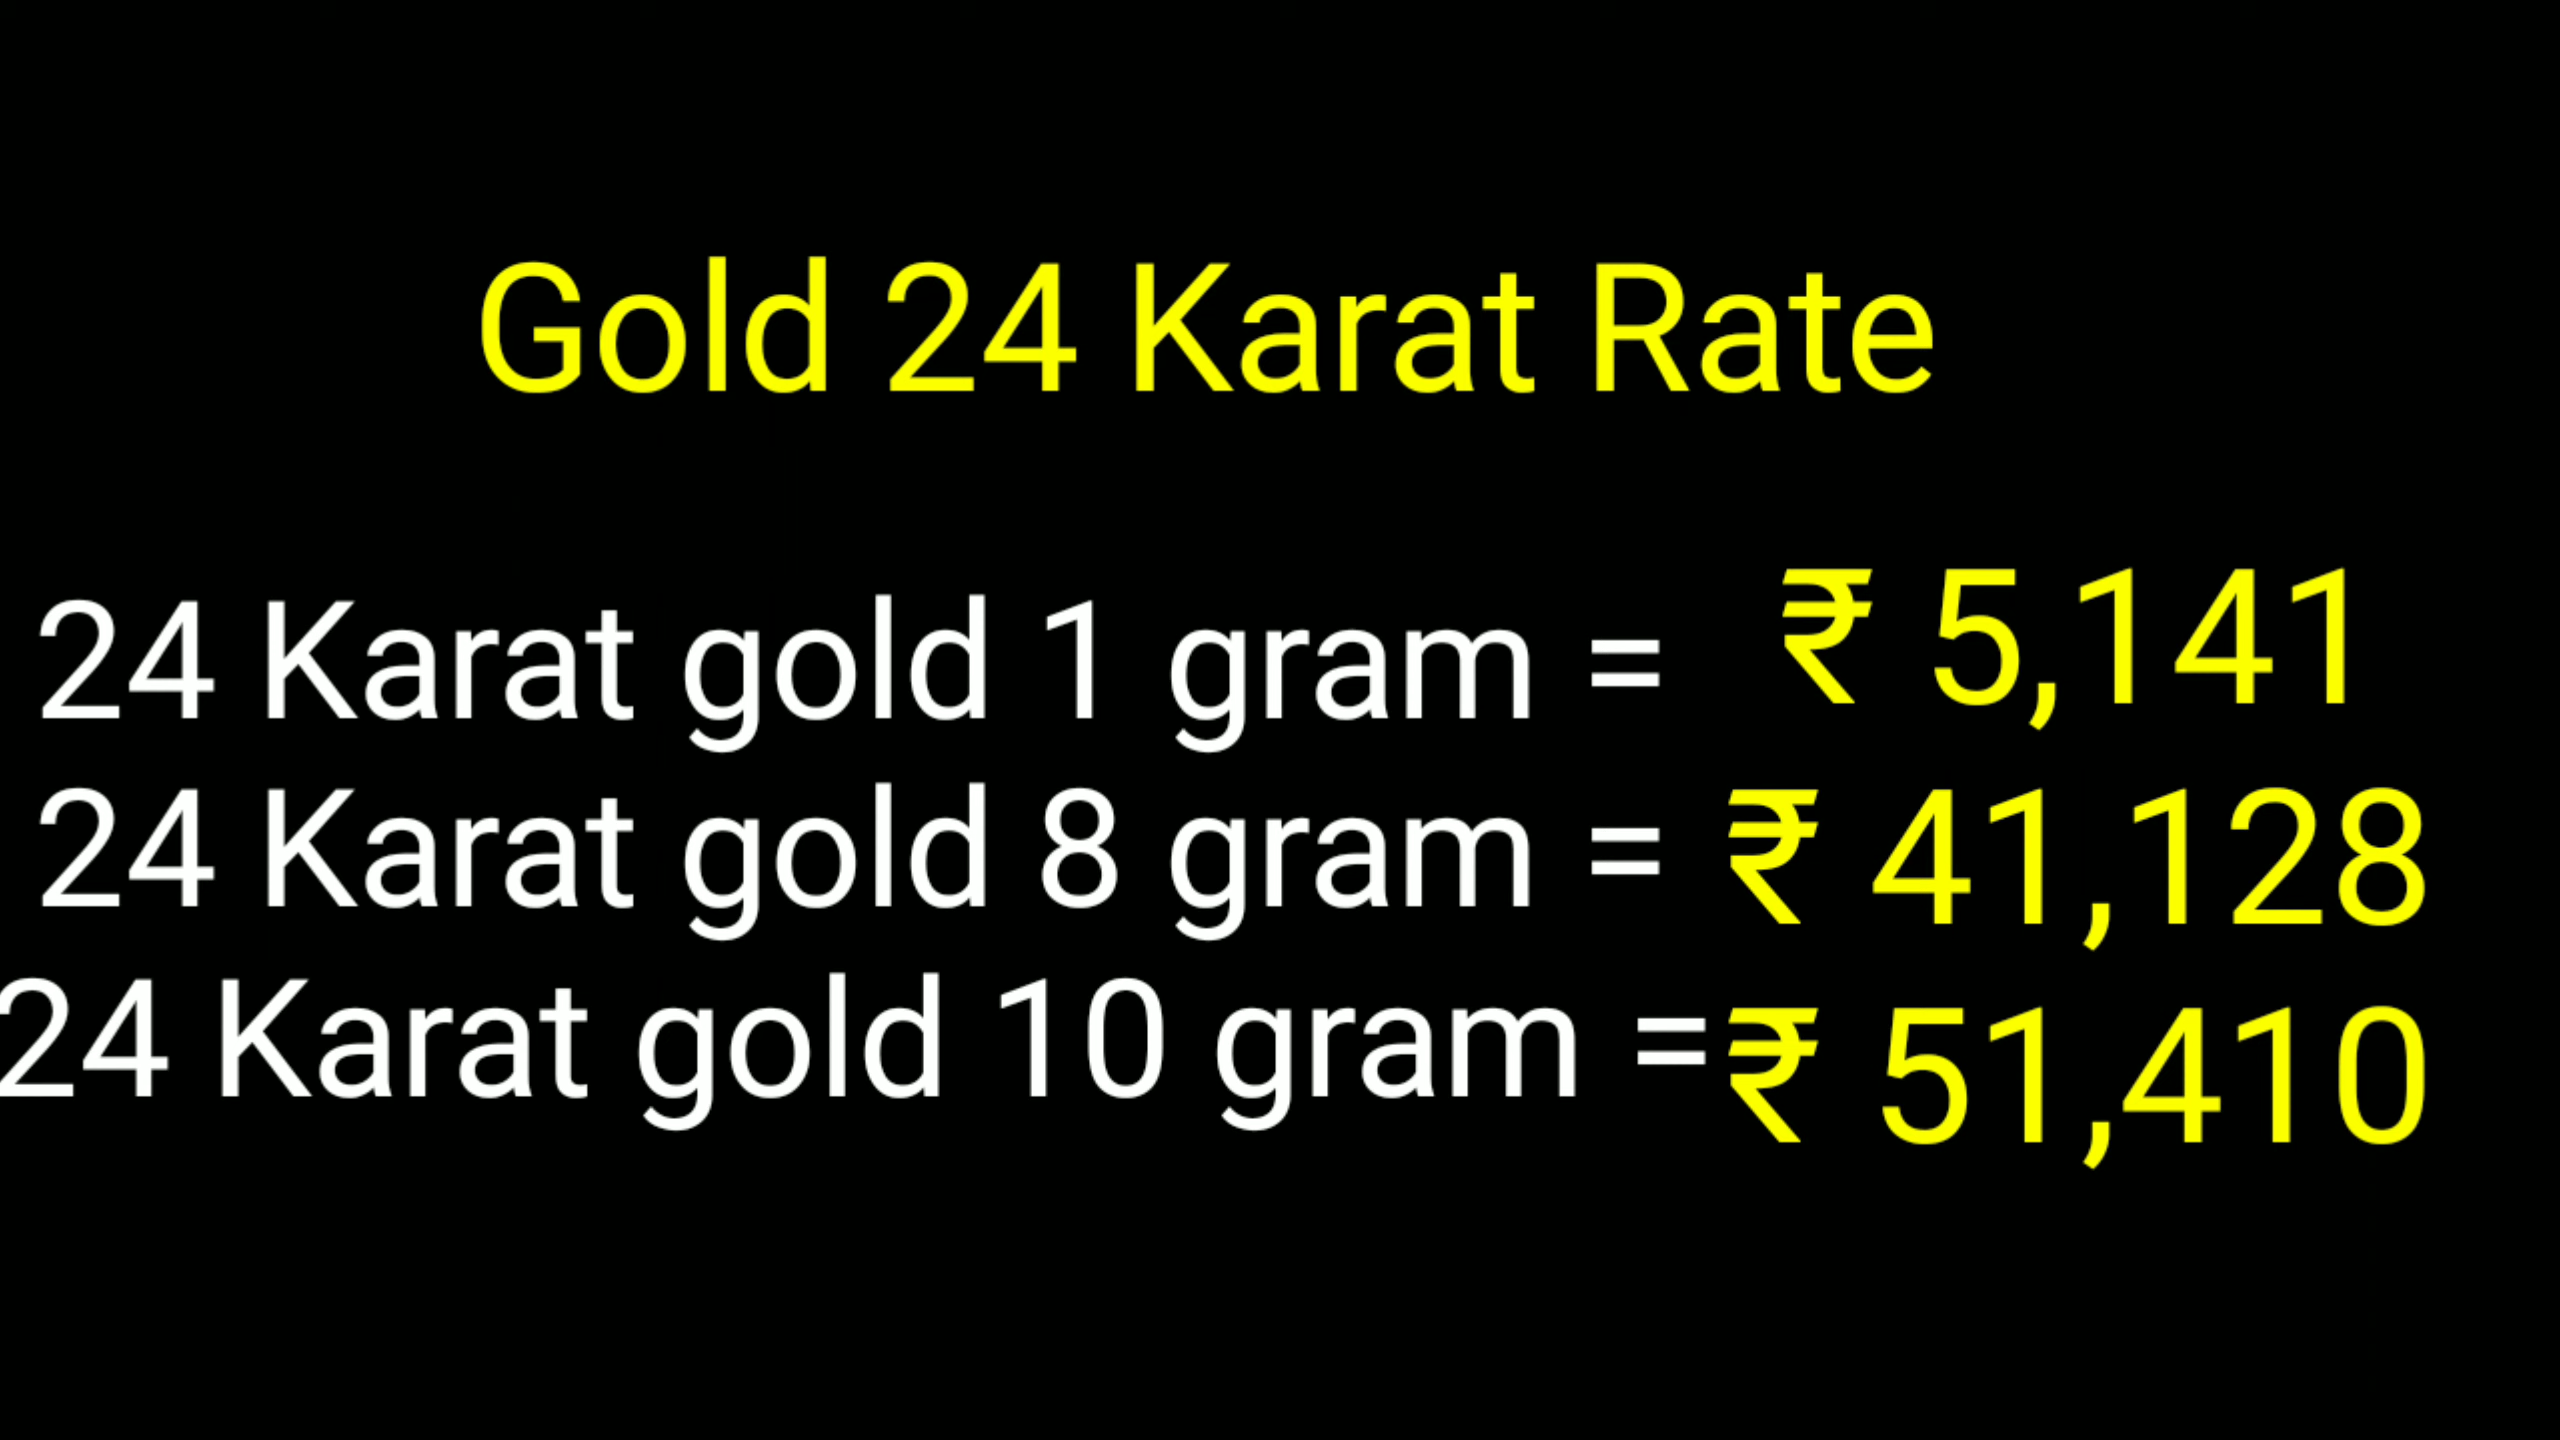 Gold 24 Karat Rate
24 Karat gold 1 gram = ₹ 5,141
24 Karat gold 8 gram = ₹ 41,128
24 Karat gold 10 gram =₹ 51,410